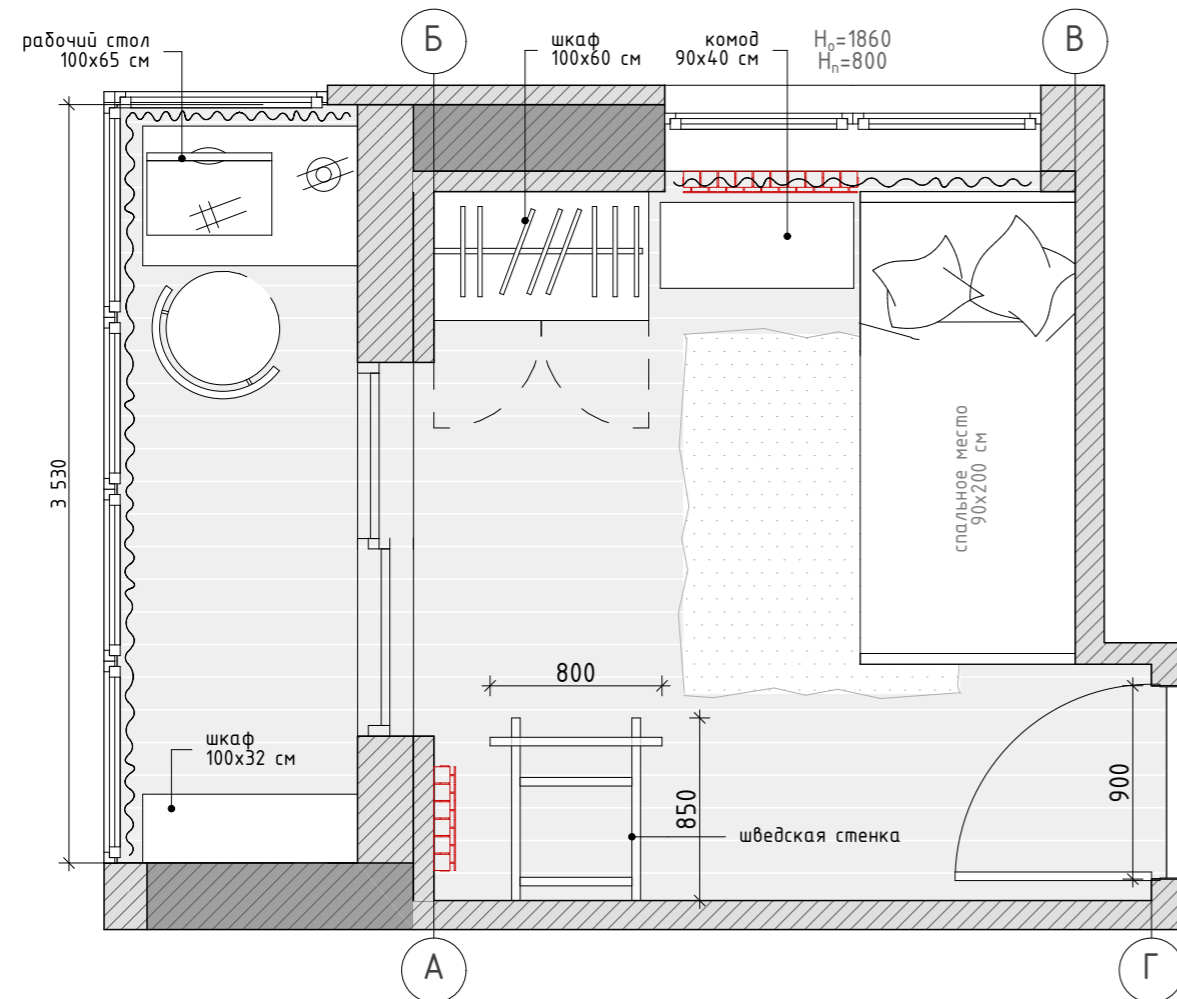 Б
В
рабочий стол
100х65 см
шкаф
100х60 см
комод
90х40 см
Hо=1860
Hп=800
3 530
спальное место
90х200 см
800
шкаф
100х32 см
850
900
шведская стенка
А
Г